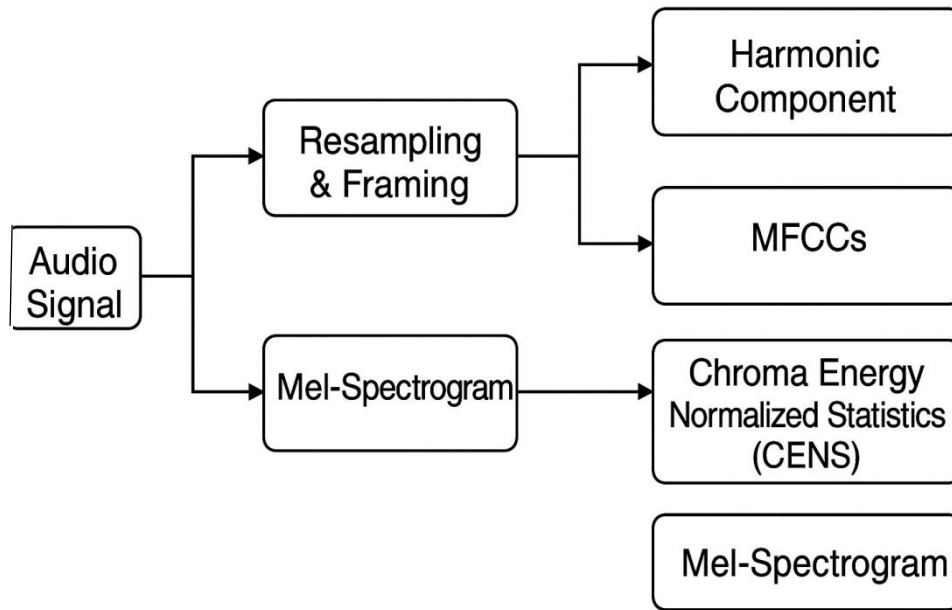 Audio
Signal
Resampling
& Framing
Mel-Spectrogram
Harmonic
Component
MFCCs
Chroma Energy
Normalized Statistics
(CENS)
Mel-Spectrogram